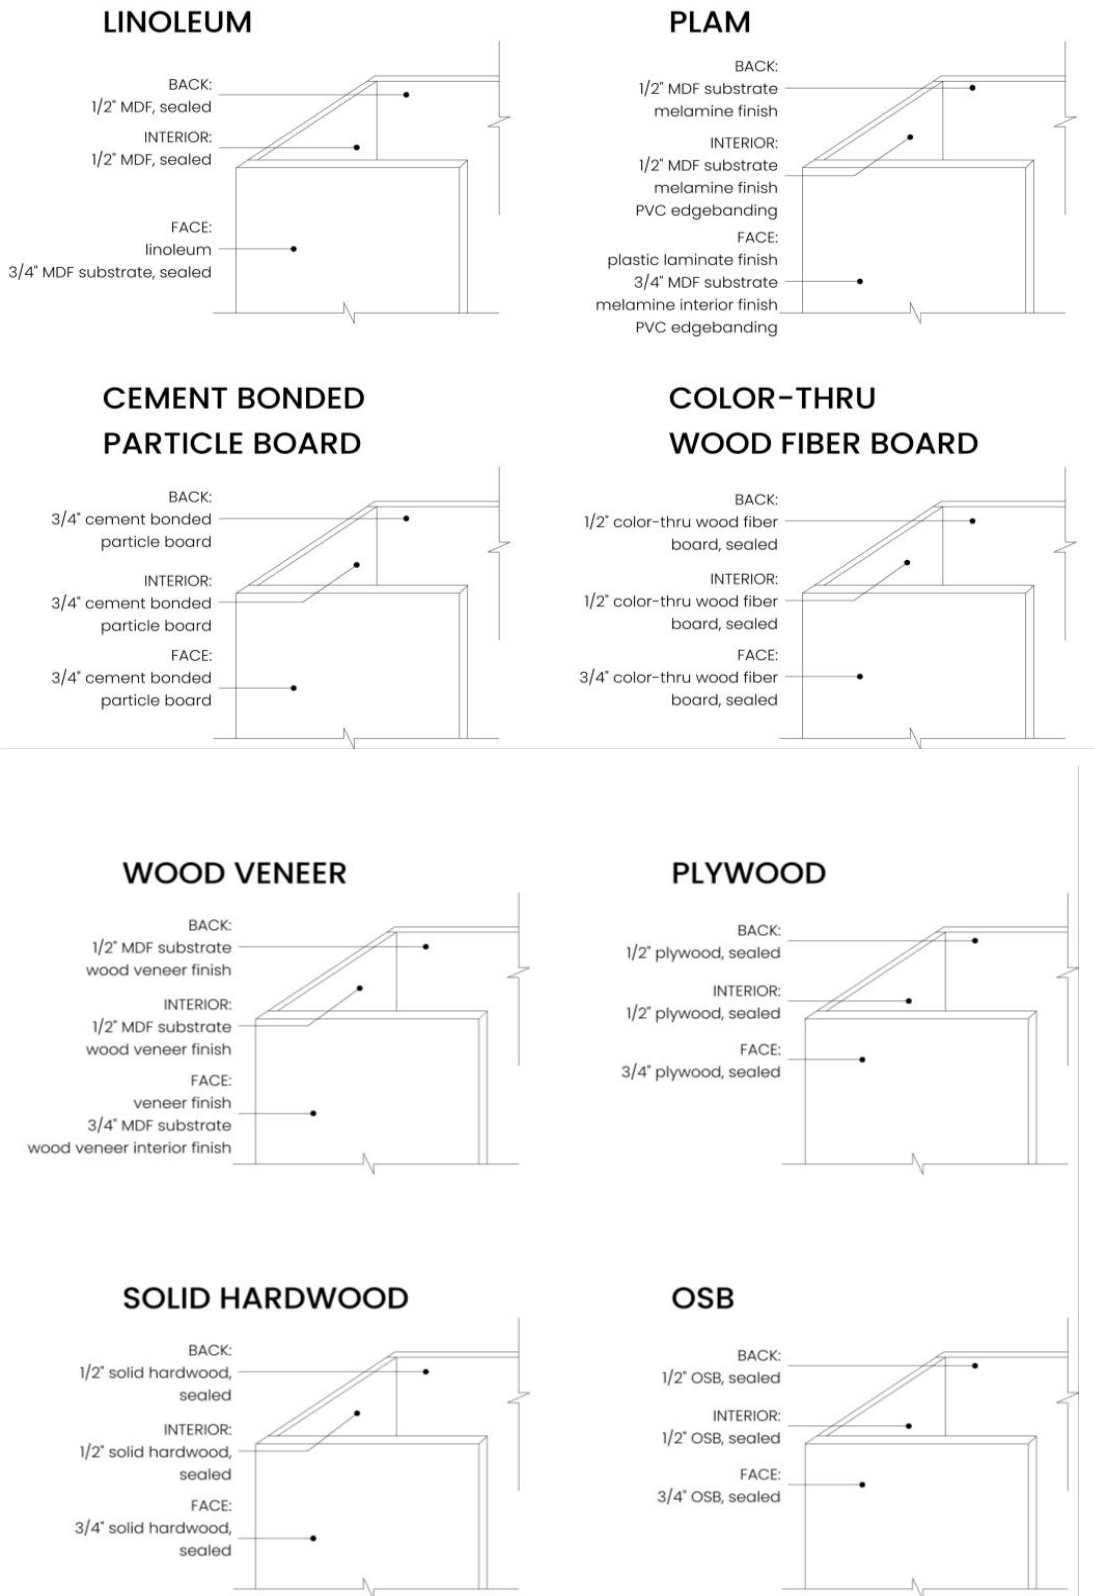 LINOLEUM
BACK:
1/2" MDF, sealed
INTERIOR:
1/2" MDF, sealed
FACE:
linoleum
3/4" MDF substrate, sealed
PLAM
BACK:
1/2" MDF substrate
melamine finish
INTERIOR:
1/2" MDF substrate
melamine finish
PVC edgebanding
FACE:
plastic laminate finish
3/4" MDF substrate
melamine interior finish
PVC edgebanding
CEMENT BONDED
PARTICLE BOARD
BACK:
3/4" cement bonded
particle board
INTERIOR:
3/4" cement bonded
particle board
FACE:
3/4" cement bonded
particle board
COLOR-THRU
WOOD FIBER BOARD
BACK:
1/2" color-thru wood fiber
board, sealed
INTERIOR:
1/2" color-thru wood fiber
board, sealed
FACE:
3/4" color-thru wood fiber
board, sealed
WOOD VENEER
BACK:
1/2" MDF substrate
wood veneer finish
INTERIOR:
1/2" MDF substrate
wood veneer finish
FACE:
veneer finish
3/4" MDF substrate
wood veneer interior finish
PLYWOOD
BACK:
1/2" plywood, sealed
INTERIOR:
1/2" plywood, sealed
FACE:
3/4" plywood, sealed
SOLID HARDWOOD
BACK:
1/2" solid hardwood,
sealed
INTERIOR:
1/2" solid hardwood,
sealed
FACE:
3/4" solid hardwood,
sealed
OSB
BACK:
1/2" OSB, sealed
INTERIOR:
1/2" OSB, sealed
FACE:
3/4" OSB, sealed